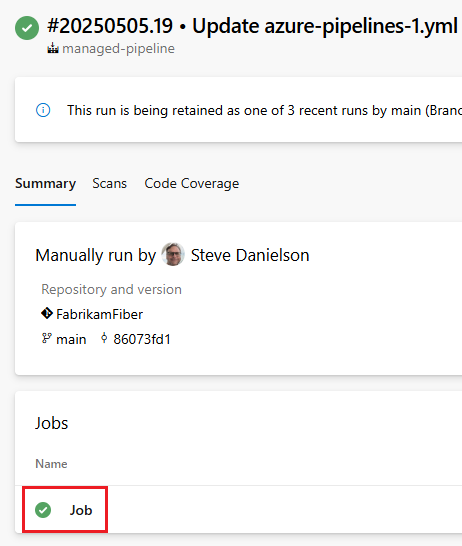 #20250505.19 • Update azure-pipelines-1.yml
managed-pipeline
This run is being retained as one of 3 recent runs by main (Branc
Summary Scans Code Coverage
Manually run by Steve Danielson
Repository and version
FabrikamFiber
main 86073fd1
Jobs
Name
Job